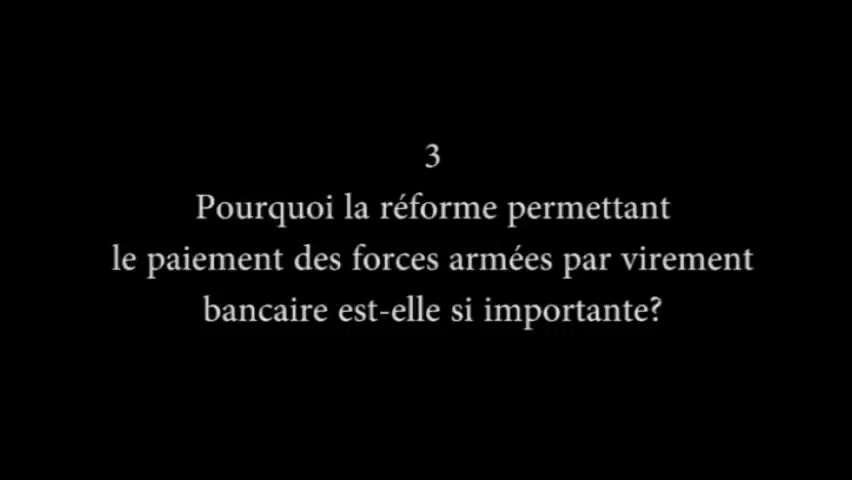 3
Pourquoi la réforme permettant
le paiement des forces armées par virement
bancaire est-elle si importante?